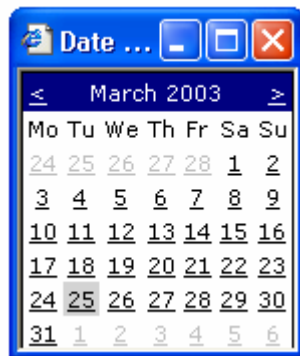 Date ...
< March 2003 >
Mo Tu We Th Fr Sa Su
24 25 26 27 28 1 2
3 4 5 6 7 8 9
10 11 12 13 14 15 16
17 18 19 20 21 22 23
24 25 26 27 28 29 30
31 1 2 3 4 5 6